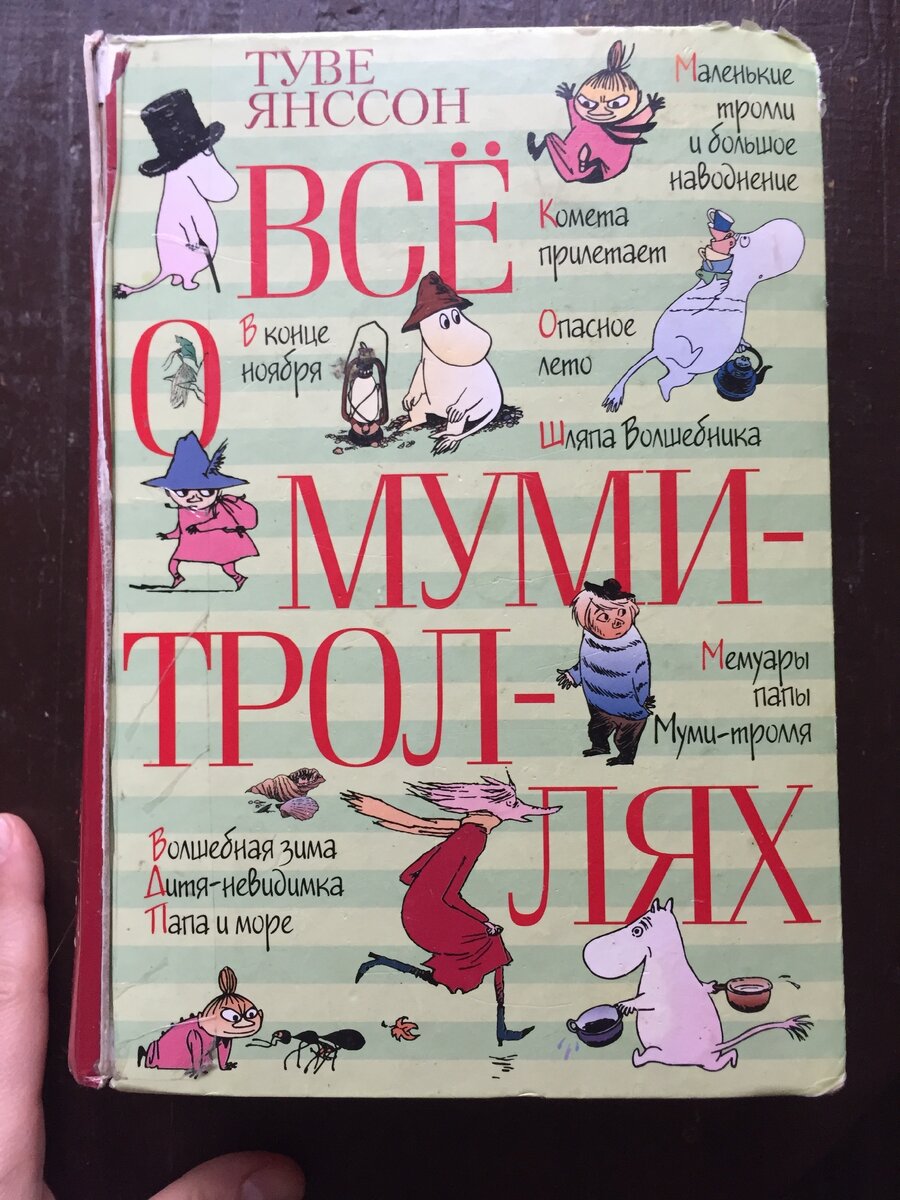 ТУВЕ
ЯНССОН
Маленькие
тролли
и большое
наводнение
ВСЁ
Комета
прилетает
О
В конце
ноября
Опасное
лето
Шляпа Волшебника
МУМИ-
ТРОЛ-
Мемуары
папы
Муми-тролля
ЛЯХ
Волшебная зима
Дитя-невидимка
Папа и море